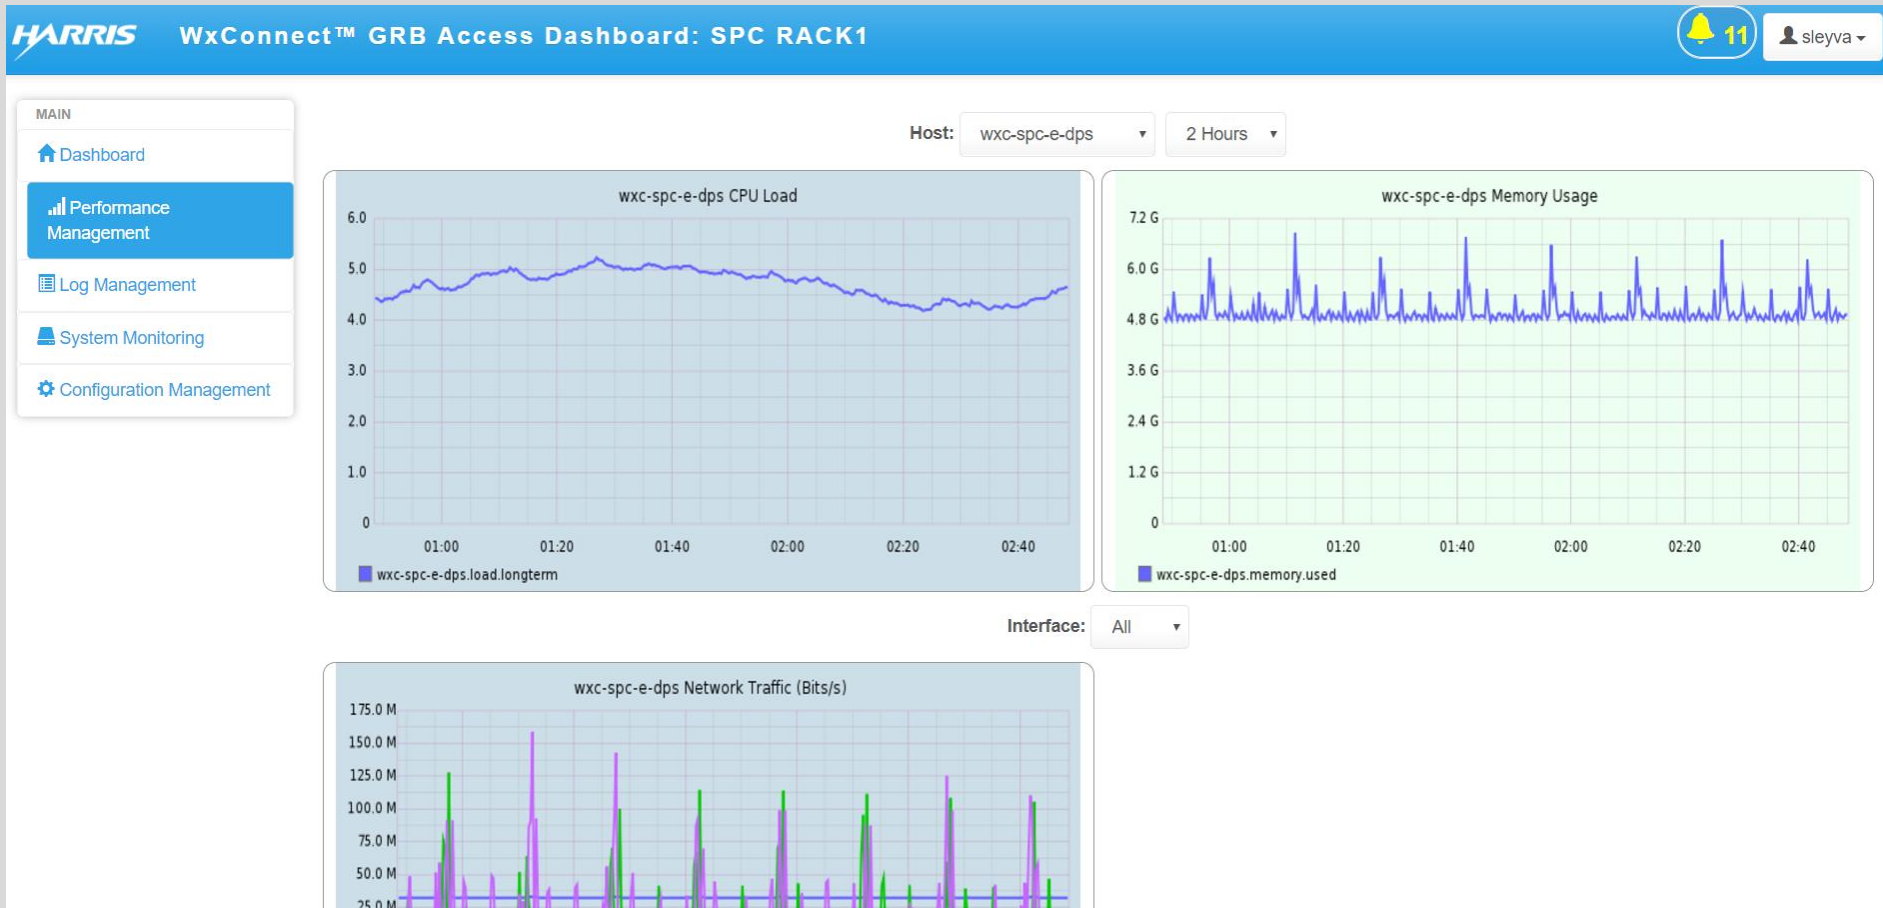 HARRIS
WxConnect™ GRB Access Dashboard: SPC RACK1
11
sleyva
MAIN
Dashboard
Performance
Management
Log Management
System Monitoring
Configuration Management
Host:
wxc-spc-e-dps
2 Hours
wxc-spc-e-dps CPU Load
6.0
5.0
4.0
3.0
2.0
1.0
0
01:00 01:20 01:40 02:00 02:20 02:40
wxc-spc-e-dps.load.longterm
wxc-spc-e-dps Memory Usage
7.2 G
6.0 G
4.8 G
3.6 G
2.4 G
1.2 G
0
01:00 01:20 01:40 02:00 02:20 02:40
wxc-spc-e-dps.memory.used
Interface:
All
wxc-spc-e-dps Network Traffic (Bits/s)
175.0 M
150.0 M
125.0 M
100.0 M
75.0 M
50.0 M
25.0 M